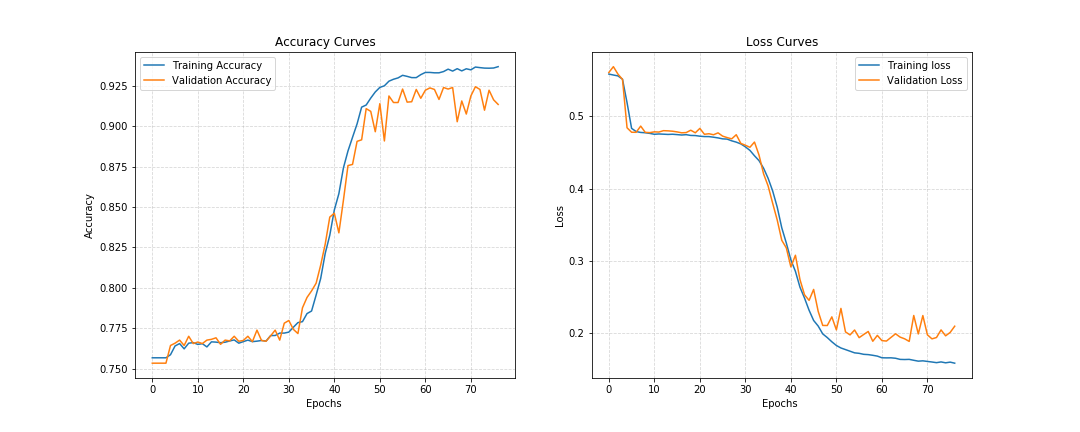 Accuracy Curves
Training Accuracy
Validation Accuracy
Accuracy
0.925
0.900
0.875
0.850
0.825
0.800
0.775
0.750
0 10 20 30 40 50 60 70
Epochs
Loss Curves
Training loss
Validation Loss
Loss
0.5
0.4
0.3
0.2
0 10 20 30 40 50 60 70
Epochs